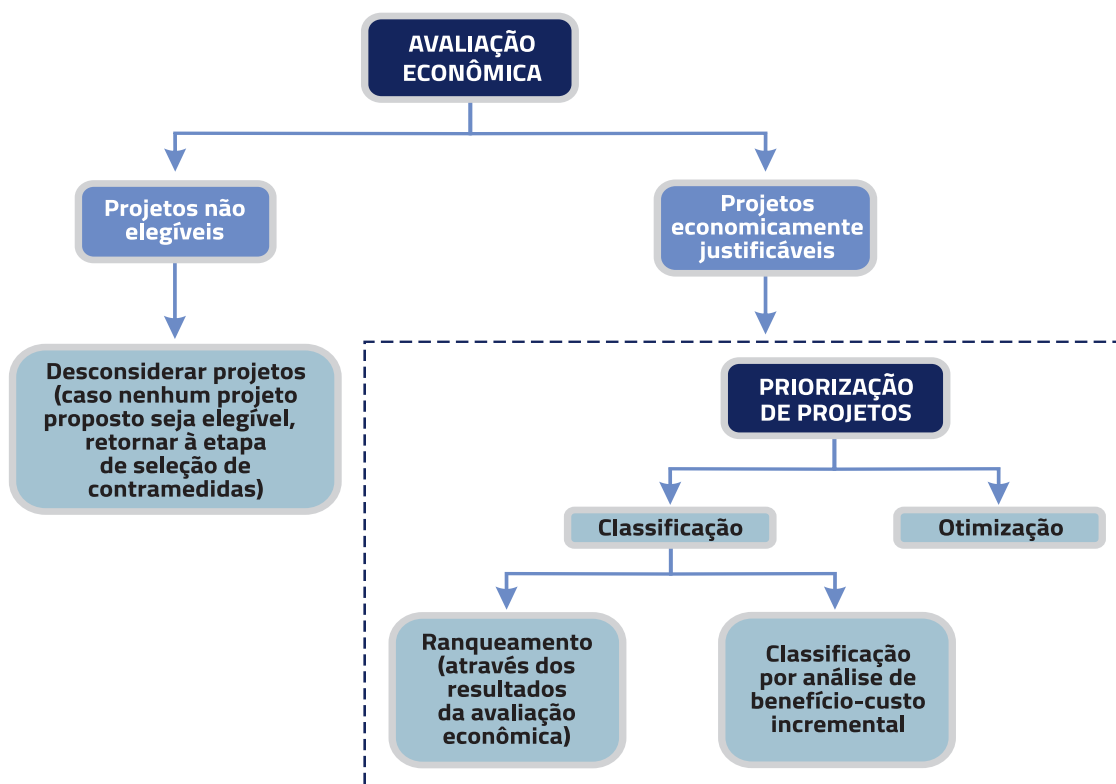 AVALIAÇÃO
ECONÔMICA
Projetos não
elegíveis
Projetos
economicamente
justificáveis
Desconsiderar projetos
(caso nenhum projeto
proposto seja elegível,
retornar à etapa
de seleção de
contramedidas)
PRIORIZAÇÃO
DE PROJETOS
Classificação
Otimização
Ranqueamento
(através dos
resultados
da avaliação
econômica)
Classificação
por análise de
benefício-custo
incremental